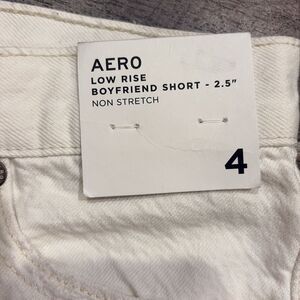 AERO
LOW RISE
BOYFRIEND SHORT - 2.5"
NON STRETCH
4